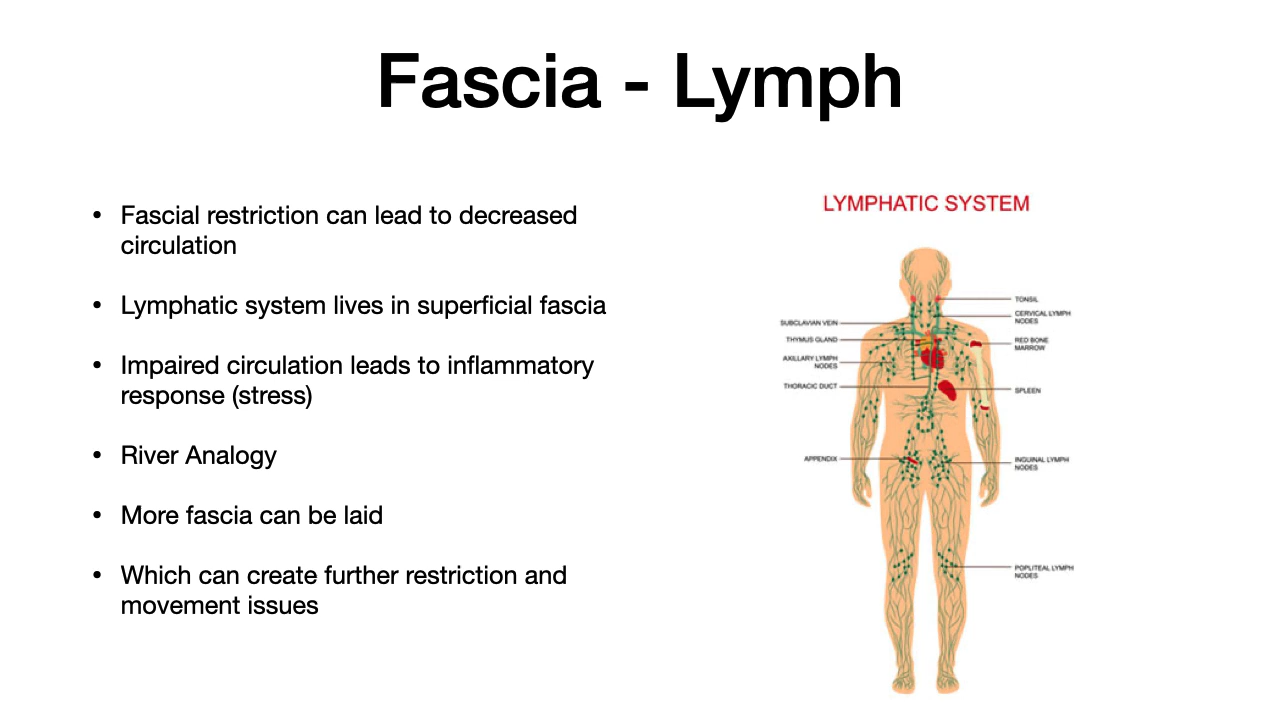 Fascia - Lymph
• Fascial restriction can lead to decreased
circulation
• Lymphatic system lives in superficial fascia
• Impaired circulation leads to inflammatory
response (stress)
• River Analogy
• More fascia can be laid
• Which can create further restriction and
movement issues
LYMPHATIC SYSTEM
SUBCLAVIAN VEIN
THYMUS GLAND
AXILLARY LYMPH
NODES
THORACIC DUCT
APPENDIX
TONSIL
CERVICAL LYMPH
NODES
RED BONE
MARROW
SPLEEN
INGUINAL LYMPH
NODES
POPLITEAL LYMPH
NODES